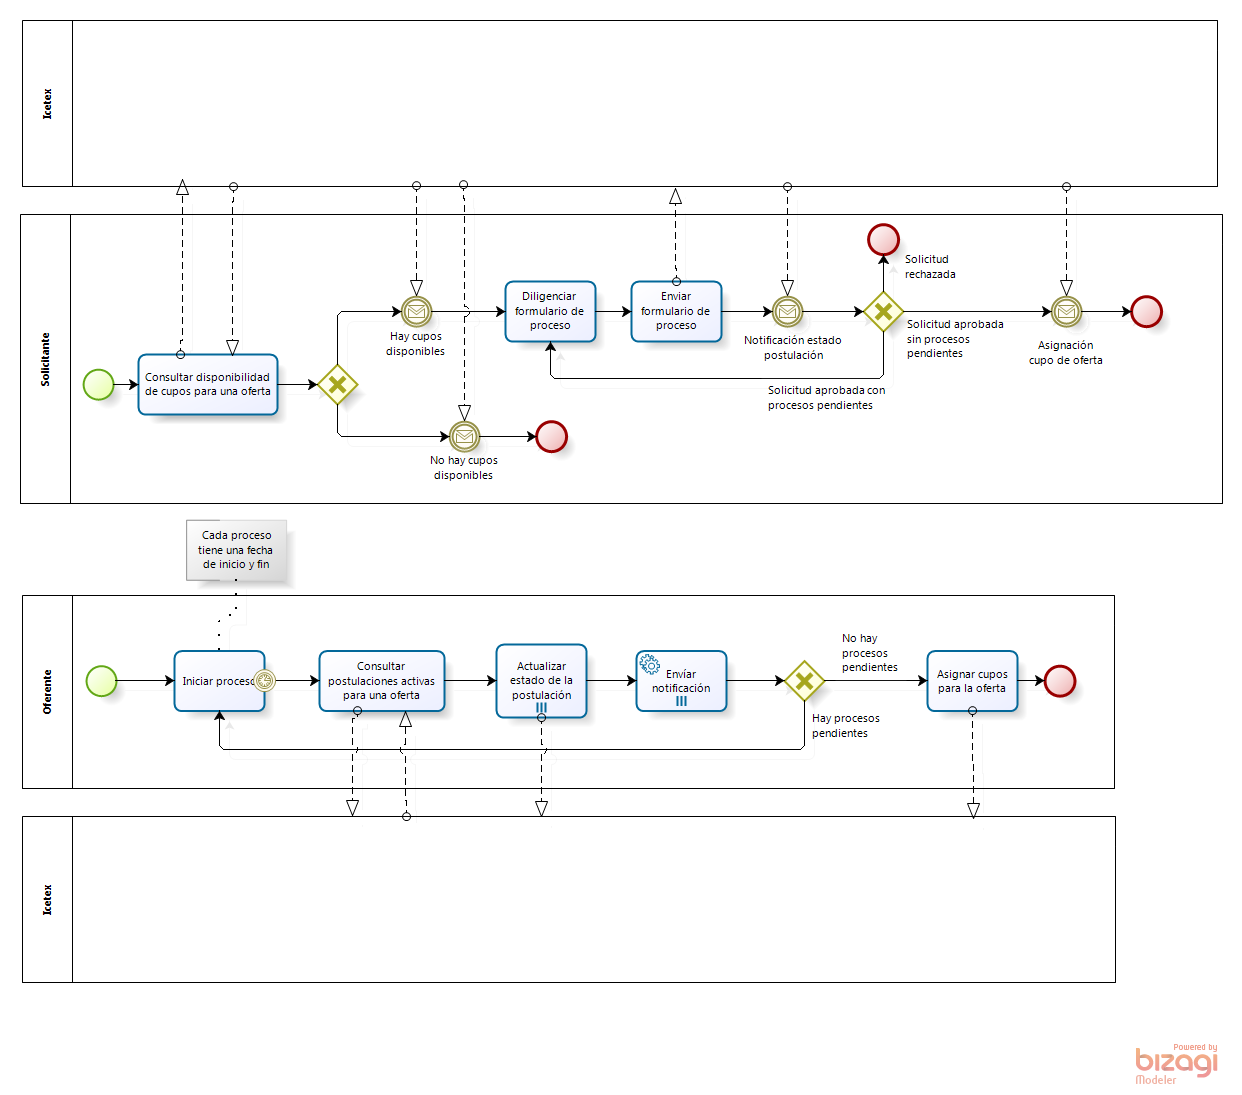 Icetex
Solicitante
Consultar disponibilidad
de cupos para una oferta
Hay cupos
disponibles
No hay cupos
disponibles
Diligenciar
formulario de
proceso
Enviar
formulario de
proceso
Notificación estado
postulación
Solicitud
rechazada
Solicitud aprobada
sin procesos
pendientes
Solicitud aprobada con
procesos pendientes
Asignación
cupo de oferta
Cada proceso
tiene una fecha
de inicio y fin
Oferente
Iniciar proceso
Consultar
postulaciones activas
para una oferta
Actualizar
estado de la
postulación
Envíar
notificación
No hay
procesos
pendientes
Hay procesos
pendientes
Asignar cupos
para la oferta
Icetex
Powered by
bizagi
Modeler